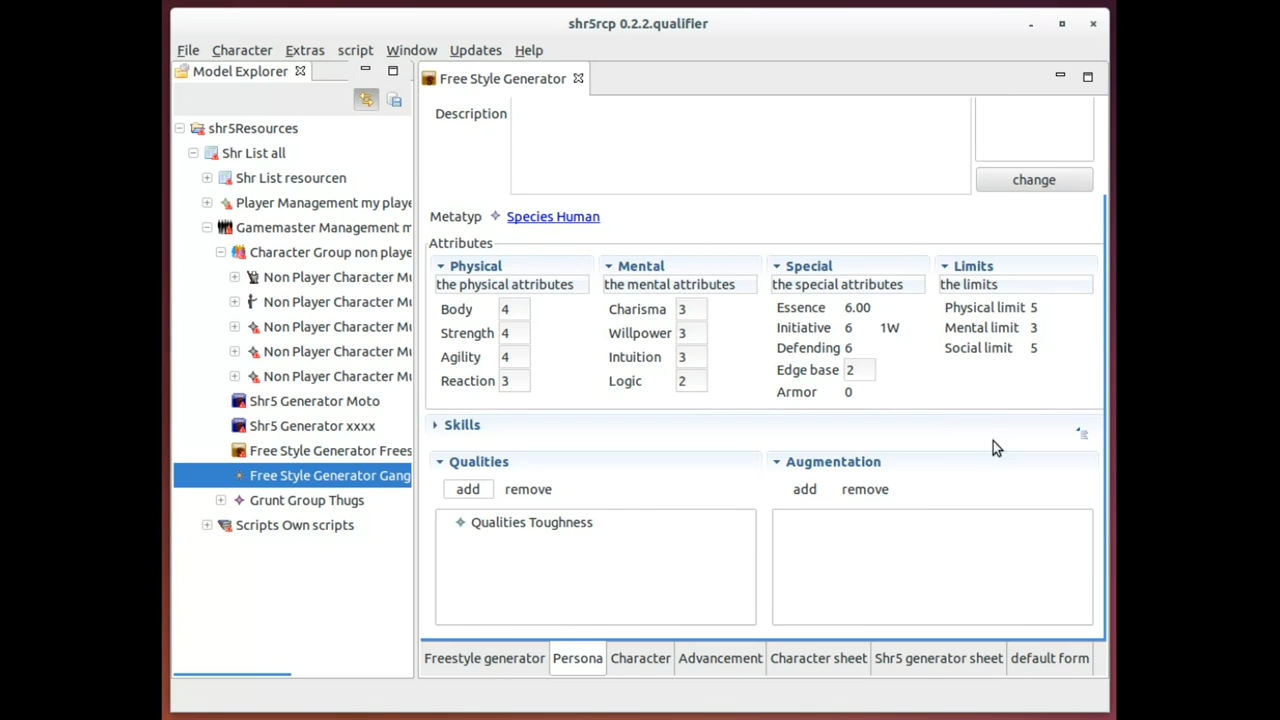 shr5rcp 0.2.2.qualifier
File Character Extras script Window Updates Help
Model Explorer
Free Style Generator
shr5Resources
Shr List all
Shr List resourcen
Player Management my playe
Gamemaster Management m
Character Group non playe
Non Player Character Mu
Non Player Character Mu
Non Player Character Mu
Non Player Character Mu
Non Player Character Mu
Shr5 Generator Moto
Shr5 Generator xxxx
Free Style Generator Frees
Free Style Generator Gang
Grunt Group Thugs
Scripts Own scripts
Description
change
Metatyp Species Human
Attributes
Physical Mental Special Limits
the physical attributes the mental attributes the special attributes the limits
Body 4 Charisma 3 Essence 6.00 Physical limit 5
Strength 4 Willpower 3 Initiative 6 1W Mental limit 3
Agility 4 Intuition 3 Defending 6 Social limit 5
Reaction 3 Logic 2 Edge base 2
Armor 0
Skills
Qualities Augmentation
add remove add remove
Qualities Toughness
Freestyle generator Persona Character Advancement Character sheet Shr5 generator sheet default form